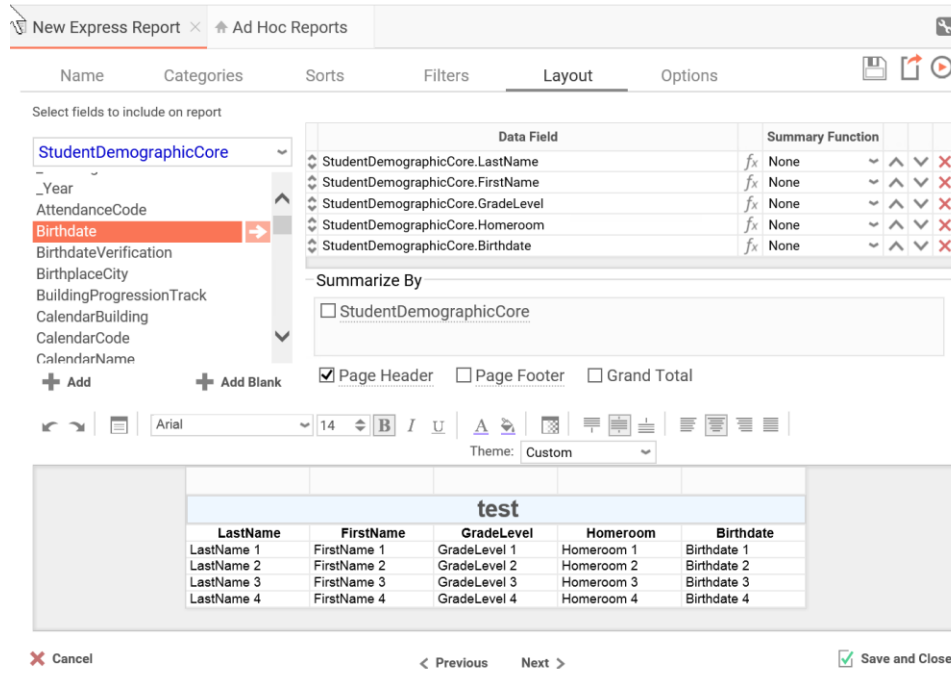 New Express Report × Ad Hoc Reports
Name Categories Sorts Filters Layout Options
Select fields to include on report
StudentDemographicCore
_Year
AttendanceCode
Birthdate
BirthdateVerification
BirthplaceCity
BuildingProgressionTrack
CalendarBuilding
CalendarCode
CalendarName
Add Add Blank
Data Field Summary Function
StudentDemographicCore.LastName fx None
StudentDemographicCore.FirstName fx None
StudentDemographicCore.GradeLevel fx None
StudentDemographicCore.Homeroom fx None
StudentDemographicCore.Birthdate fx None
Summarize By
StudentDemographicCore
Page Header Page Footer Grand Total
Arial 14 B I U A
Theme: Custom
test
LastName FirstName GradeLevel Homeroom Birthdate
LastName 1 FirstName 1 GradeLevel 1 Homeroom 1 Birthdate 1
LastName 2 FirstName 2 GradeLevel 2 Homeroom 2 Birthdate 2
LastName 3 FirstName 3 GradeLevel 3 Homeroom 3 Birthdate 3
LastName 4 FirstName 4 GradeLevel 4 Homeroom 4 Birthdate 4
Cancel < Previous Next > Save and Close